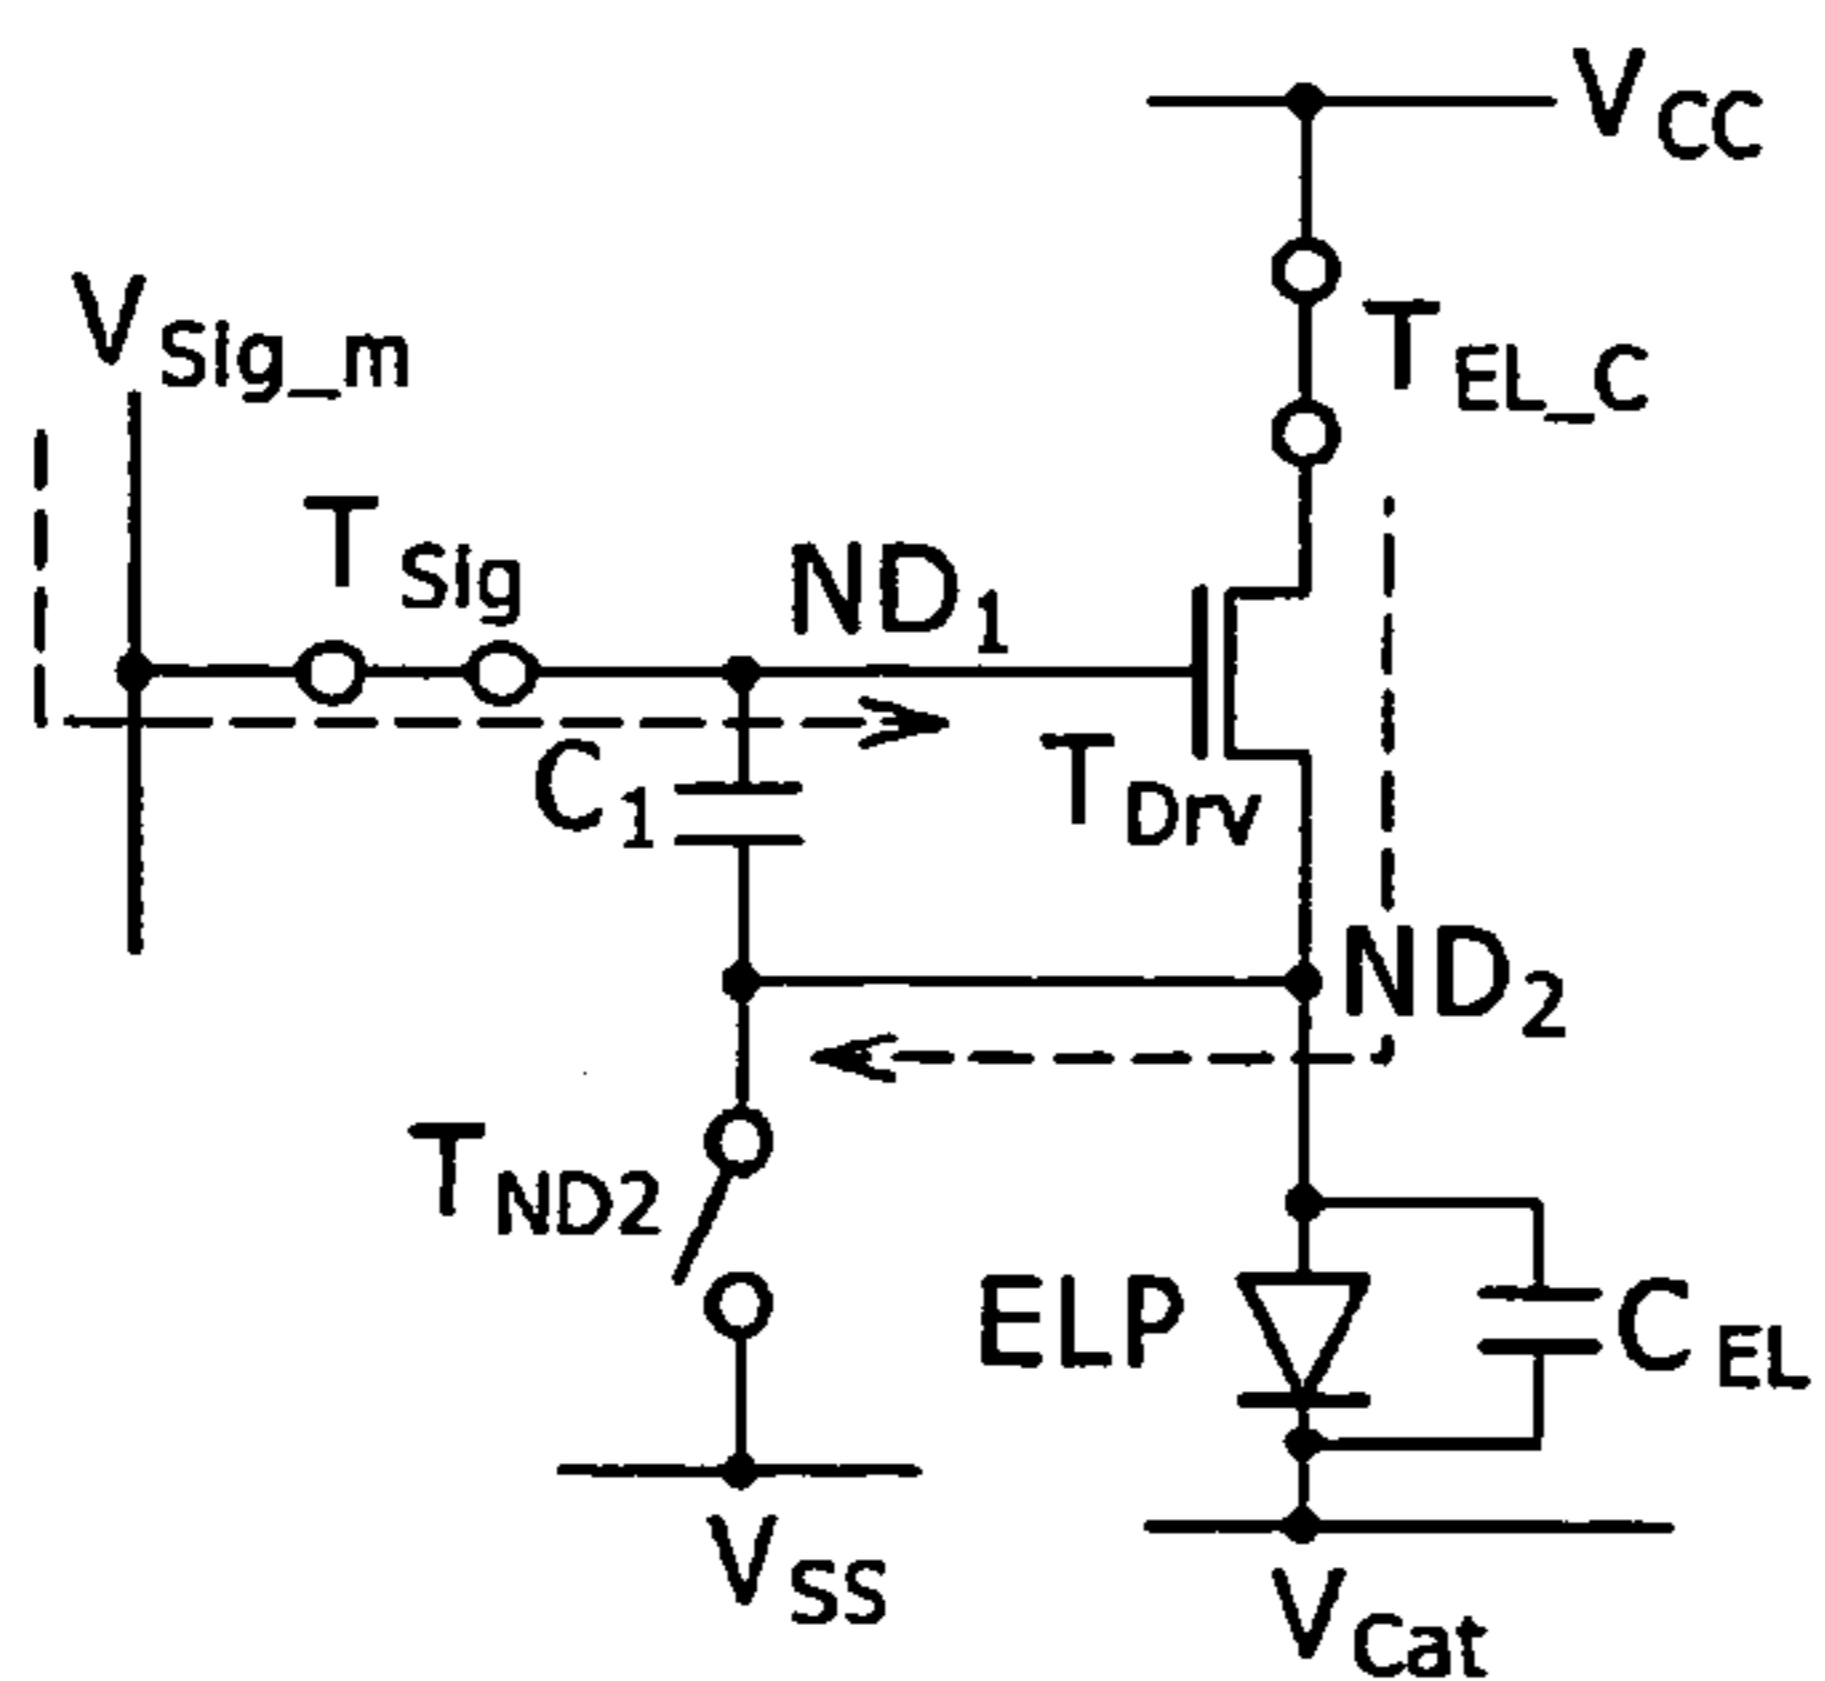 VCC
VSig_m
TEL_C
TSig
ND1
C1
TDrv
ND2
TND2
ELP
CEL
VSS
VCat